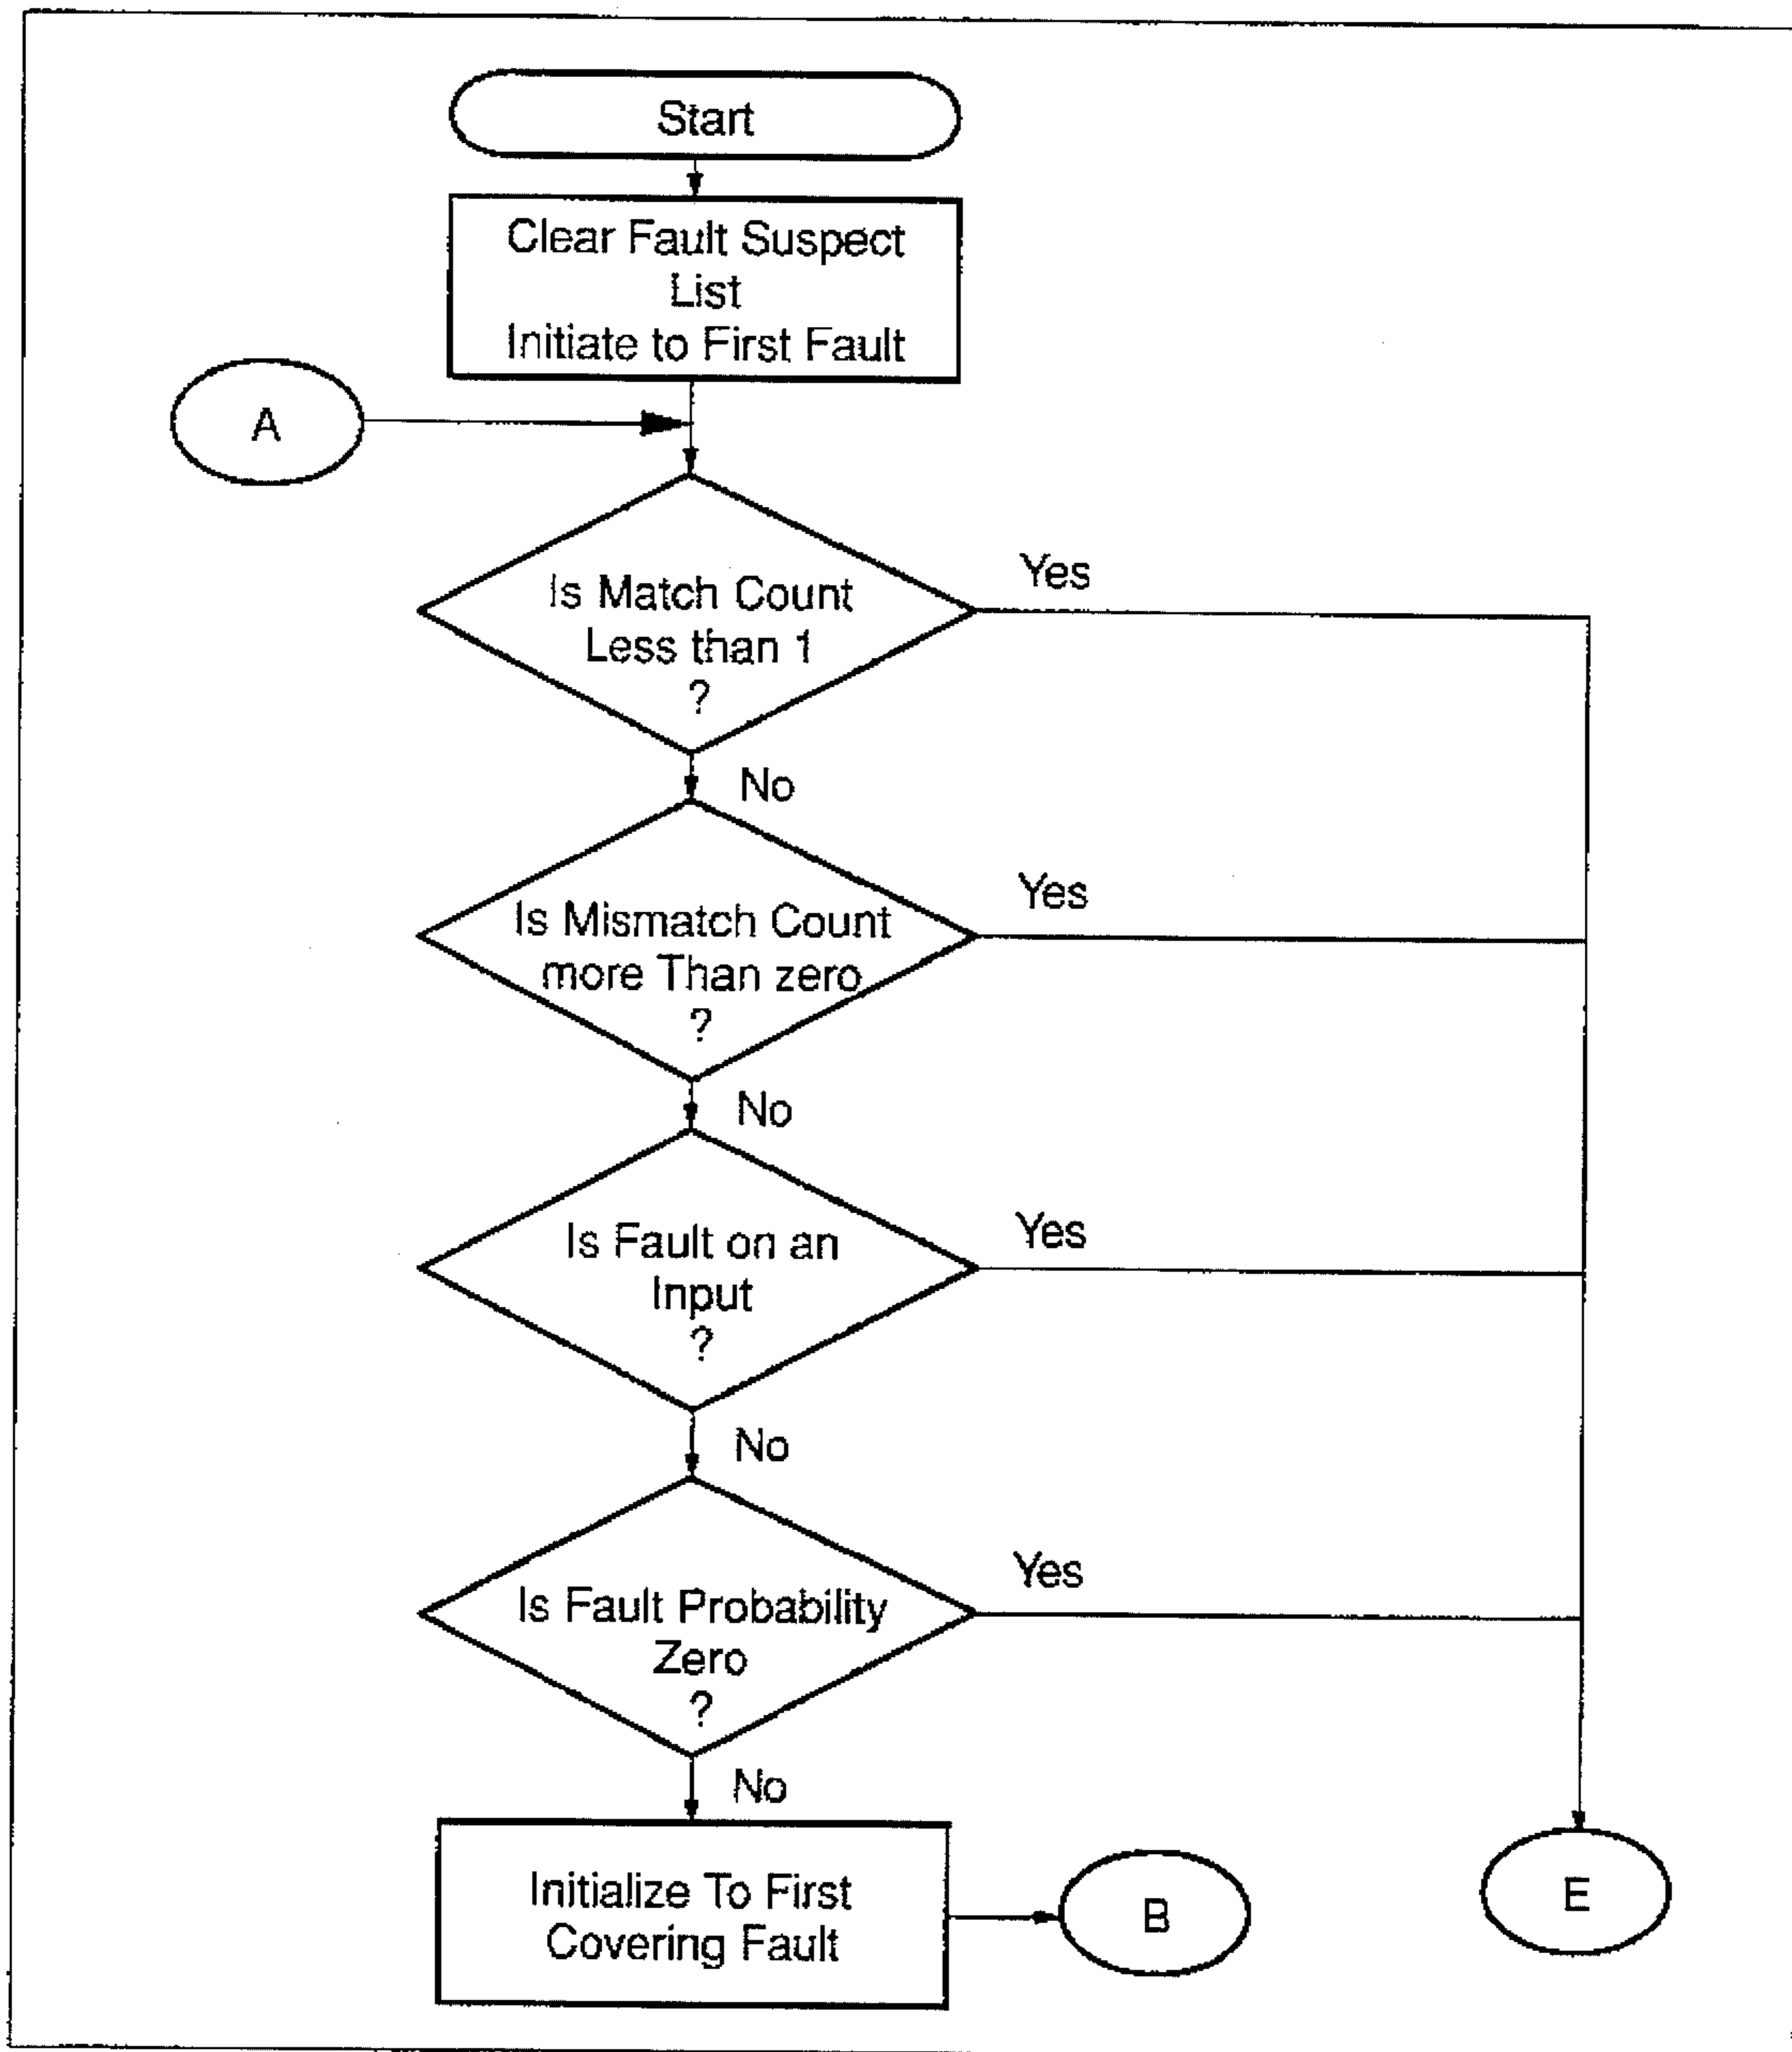 Start
Clear Fault Suspect
List
Initiate to First Fault
A
Is Match Count
Less than 1
?
Yes
No
Is Mismatch Count
more Than zero
?
Yes
No
Is Fault on an
Input
?
Yes
No
Is Fault Probability
Zero
?
Yes
No
Initialize To First
Covering Fault
B
E